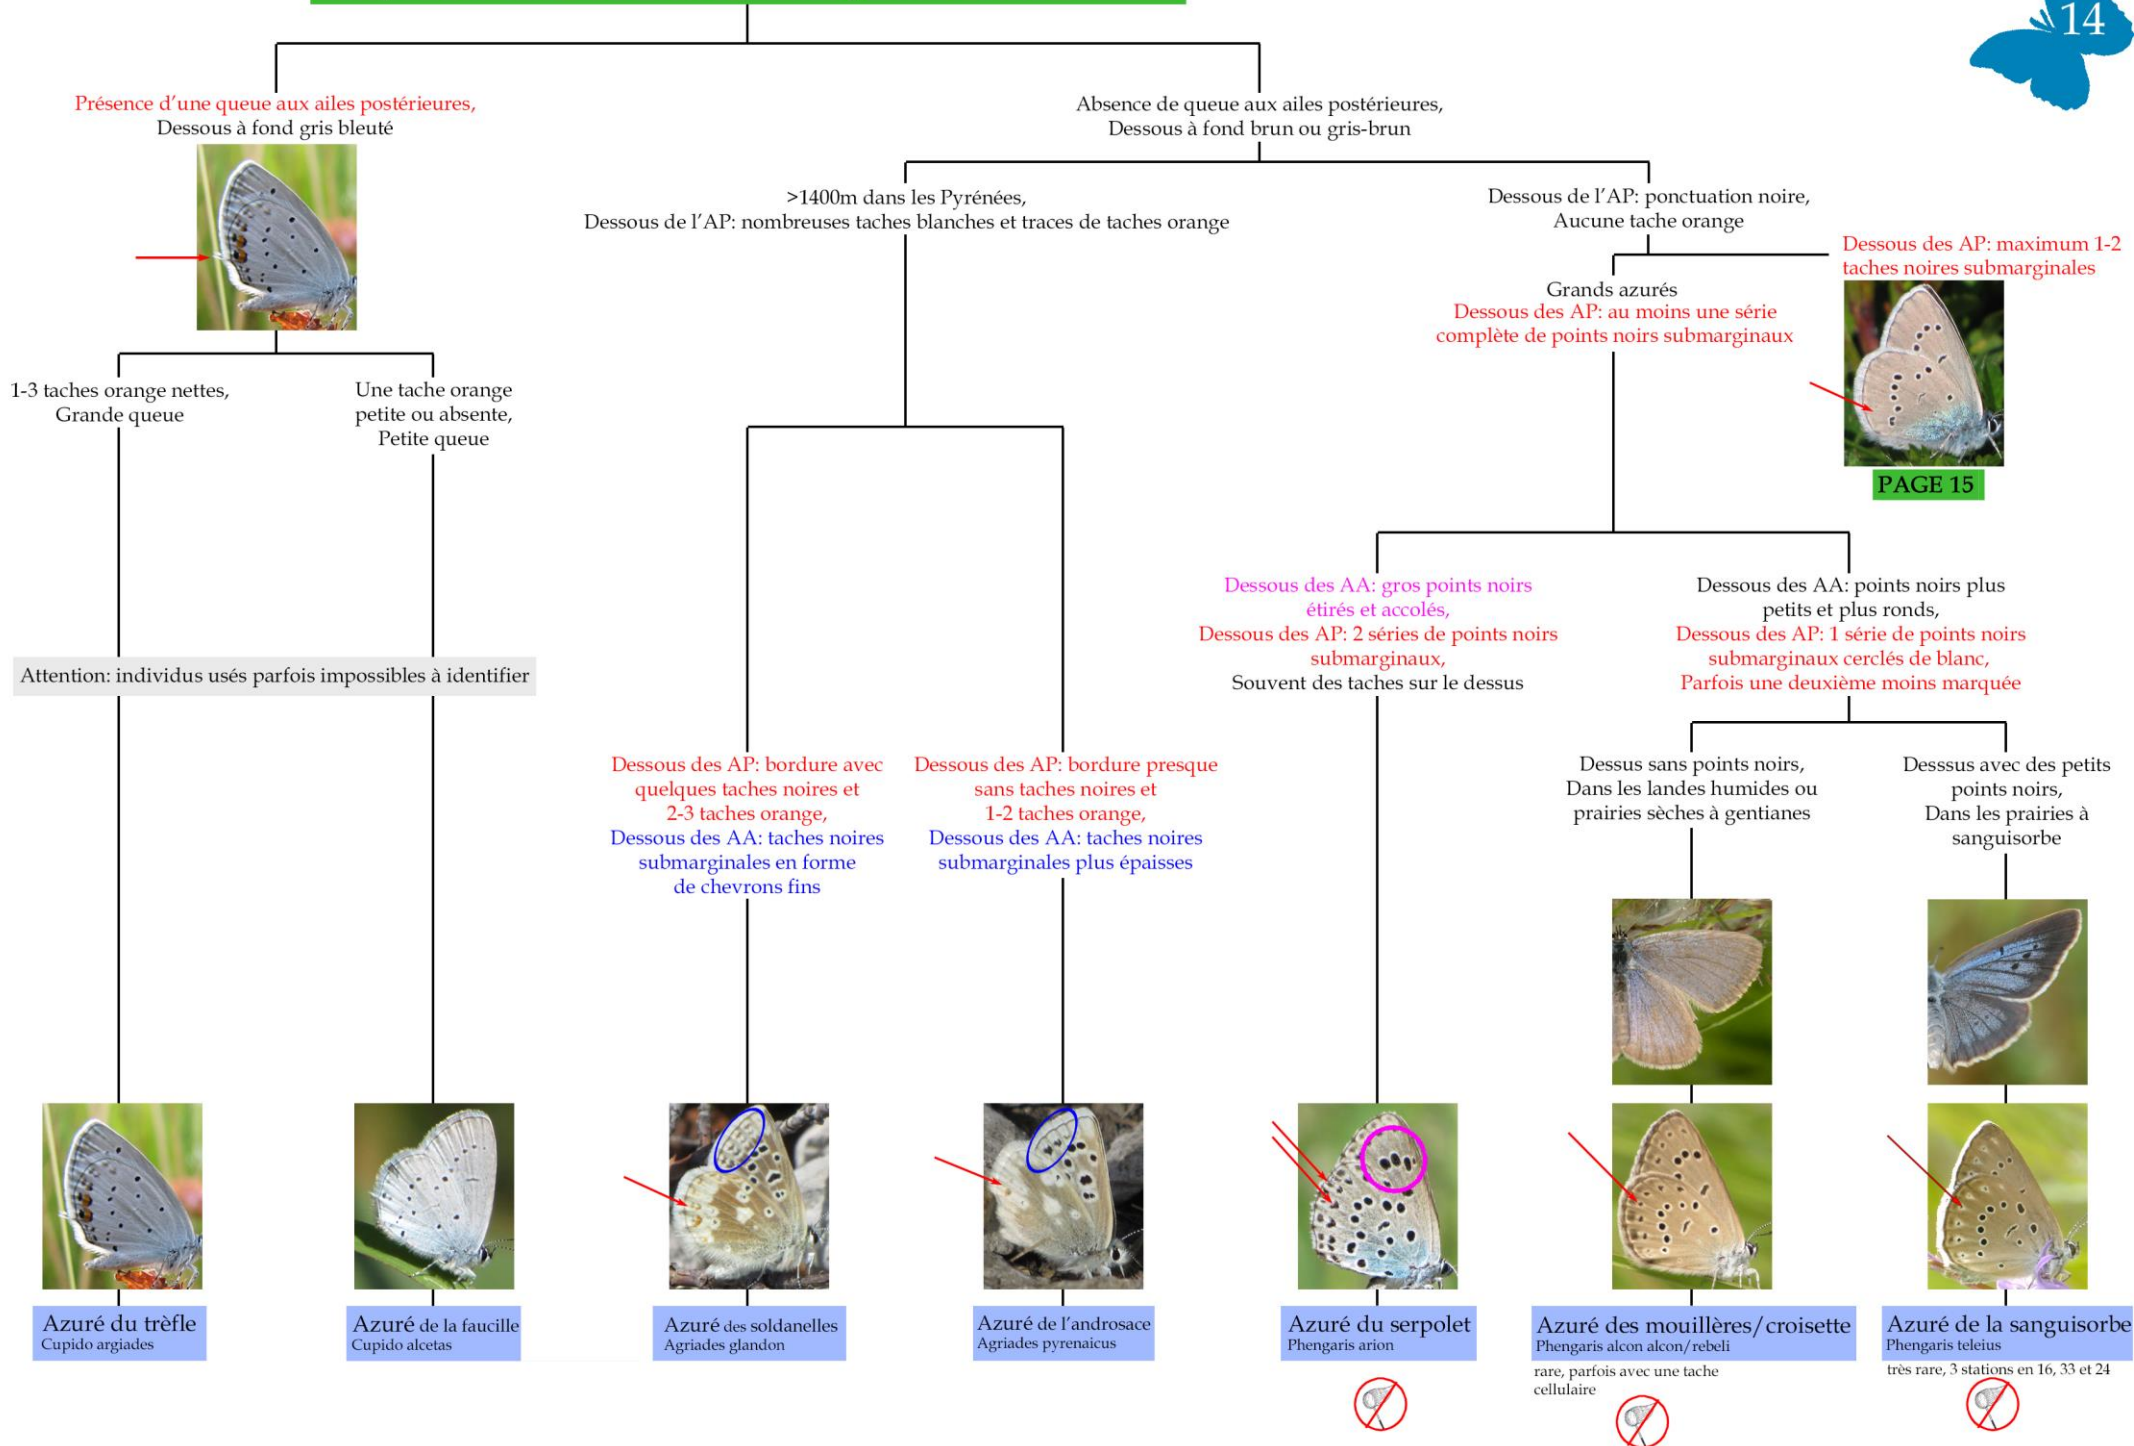 14
Présence d'une queue aux ailes postérieures,
Dessous à fond gris bleuté
Absence de queue aux ailes postérieures,
Dessous à fond brun ou gris-brun
>1400m dans les Pyrénées,
Dessous de l'AP: nombreuses taches blanches et traces de taches orange
Dessous de l'AP: ponctuation noire,
Aucune tache orange
Dessous des AP: maximum 1-2
taches noires submarginales
PAGE 15
Grands azurés
Dessous des AP: au moins une série
complète de points noirs submarginaux
1-3 taches orange nettes,
Grande queue
Une tache orange
petite ou absente,
Petite queue
Attention: individus usés parfois impossibles à identifier
Dessous des AP: bordure avec
quelques taches noires et
2-3 taches orange,
Dessous des AA: taches noires
submarginales en forme
de chevrons fins
Dessous des AP: bordure presque
sans taches noires et
1-2 taches orange,
Dessous des AA: taches noires
submarginales plus épaisses
Dessous des AA: gros points noirs
étirés et accolés,
Dessous des AP: 2 séries de points noirs
submarginaux,
Souvent des taches sur le dessus
Dessous des AA: points noirs plus
petits et plus ronds,
Dessous des AP: 1 série de points noirs
submarginaux cerclés de blanc,
Parfois une deuxième moins marquée
Dessus sans points noirs,
Dans les landes humides ou
prairies sèches à gentianes
Desssus avec des petits
points noirs,
Dans les prairies à
sanguisorbe
Azuré du trèfle
Cupido argiades
Azuré de la faucille
Cupido alcetas
Azuré des soldanelles
Agriades glandon
Azuré de l'androsace
Agriades pyrenaicus
Azuré du serpolet
Phengaris arion
Azuré des mouillères/croisette
Phengaris alcon alcon/rebeli
rare, parfois avec une tache
cellulaire
Azuré de la sanguisorbe
Phengaris teleius
très rare, 3 stations en 16, 33 et 24